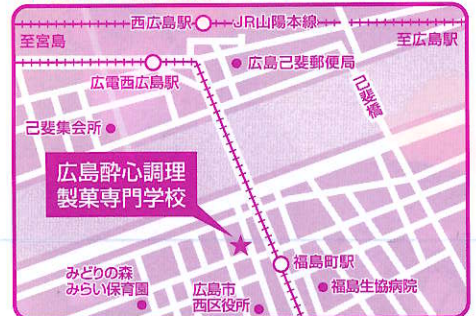 西広島駅
JR山陽本線
至宮島
至広島駅
広電西広島駅
広島己斐郵便局
己斐橋
己斐集会所
広島酔心調理
製菓専門学校
福島町駅
みどりの森
みらい保育園
広島市
西区役所
福島生協病院